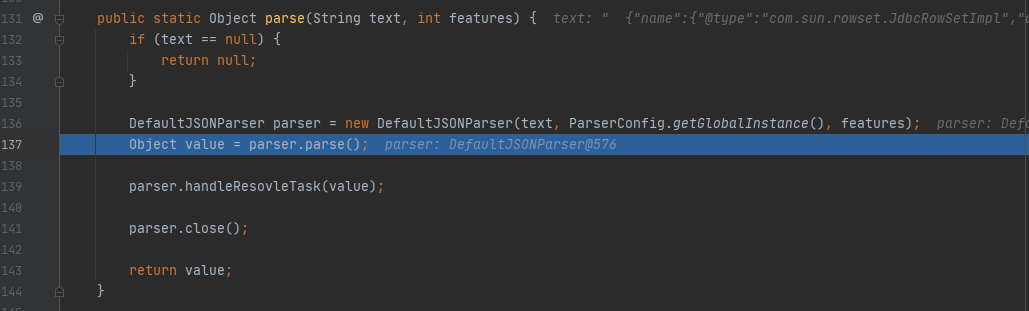 131 @ public static Object parse(String text, int features) { text: " {"name":{"@type":"com.sun.rowset.JdbcRowSetImpl","
132 if (text == null) {
133 return null;
134 }
135
136 DefaultJSONParser parser = new DefaultJSONParser(text, ParserConfig.getGlobalInstance(), features); parser: Defa
137 Object value = parser.parse(); parser: DefaultJSONParser@576
138
139 parser.handleResovleTask(value);
140
141 parser.close();
142
143 return value;
144 }